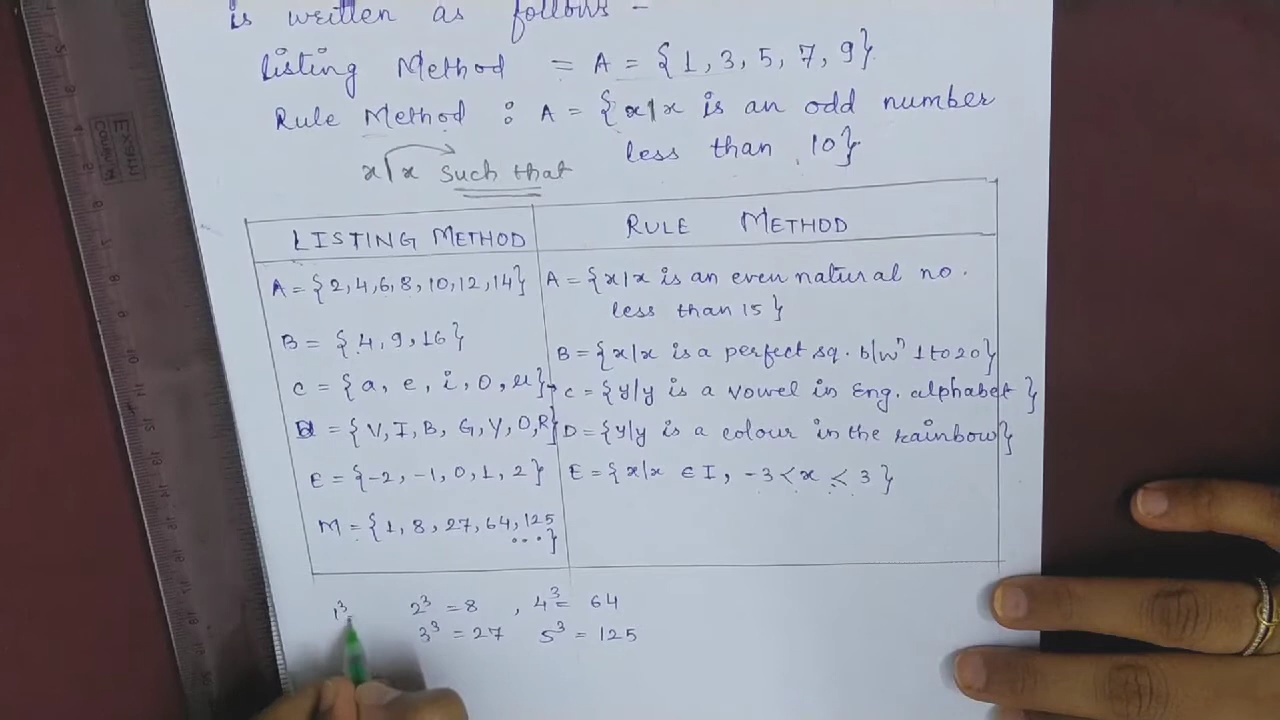 is written as follows -
Listing Method = A = {1, 3, 5, 7, 9}
Rule Method : A = {x/x is an odd number
less than 10}
x/x such that
LISTING METHOD RULE METHOD
A = {2, 4, 6, 8, 10, 12, 14} A = {x/x is an even natural no.
less than 15}
B = {4, 9, 16} B = {x/x is a perfect sq. b/wⁿ 1 to 20}
C = {a, e, i, o, u} → C = {y/y is a vowel in Eng. alphabet}
D = {V, I, B, G, Y, O, R} D = {y/y is a colour in the rainbow}
E = {-2, -1, 0, 1, 2} E = {x/x ∈ I, -3 < x < 3}
M = {1, 8, 27, 64, 125
...}
1³ = 2³ = 8 , 4³ = 64
3³ = 27 5³ = 125